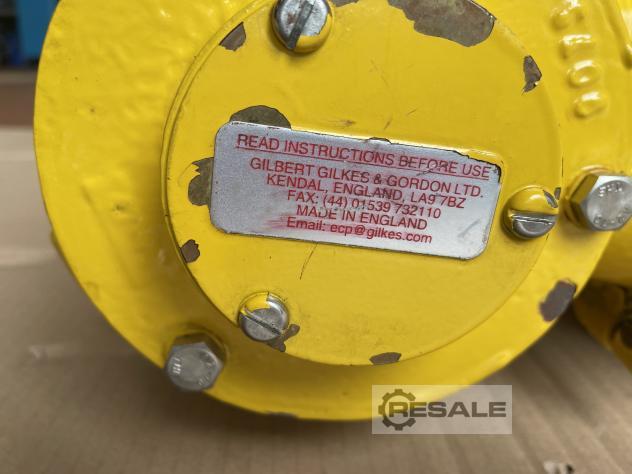 READ INSTRUCTIONS BEFORE USE
GILBERT GILKES & GORDON LTD.
KENDAL, ENGLAND, LA9 7BZ
FAX: (44) 01539 732110
MADE IN ENGLAND
Email: ecp@gilkes.com
RESALE